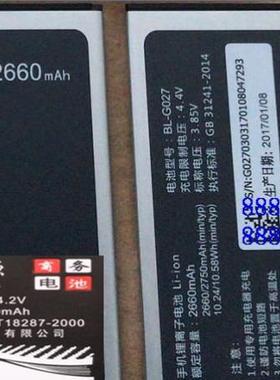 2660 mAh
商务
电池
4.2V
T18287-2000
有限公司
手机锂离子电池 Li-ion
额定容量:2660mAh
2660/2750mAh(min/typ)
10.24/10.58Wh(min/typ)
电池型号:BL-G027
充电限制电压:4.4V
标称电压:3.85V
执行标准:GB 31241-2014
S/N:G0270303170108047293
生产日期:2017/01/08